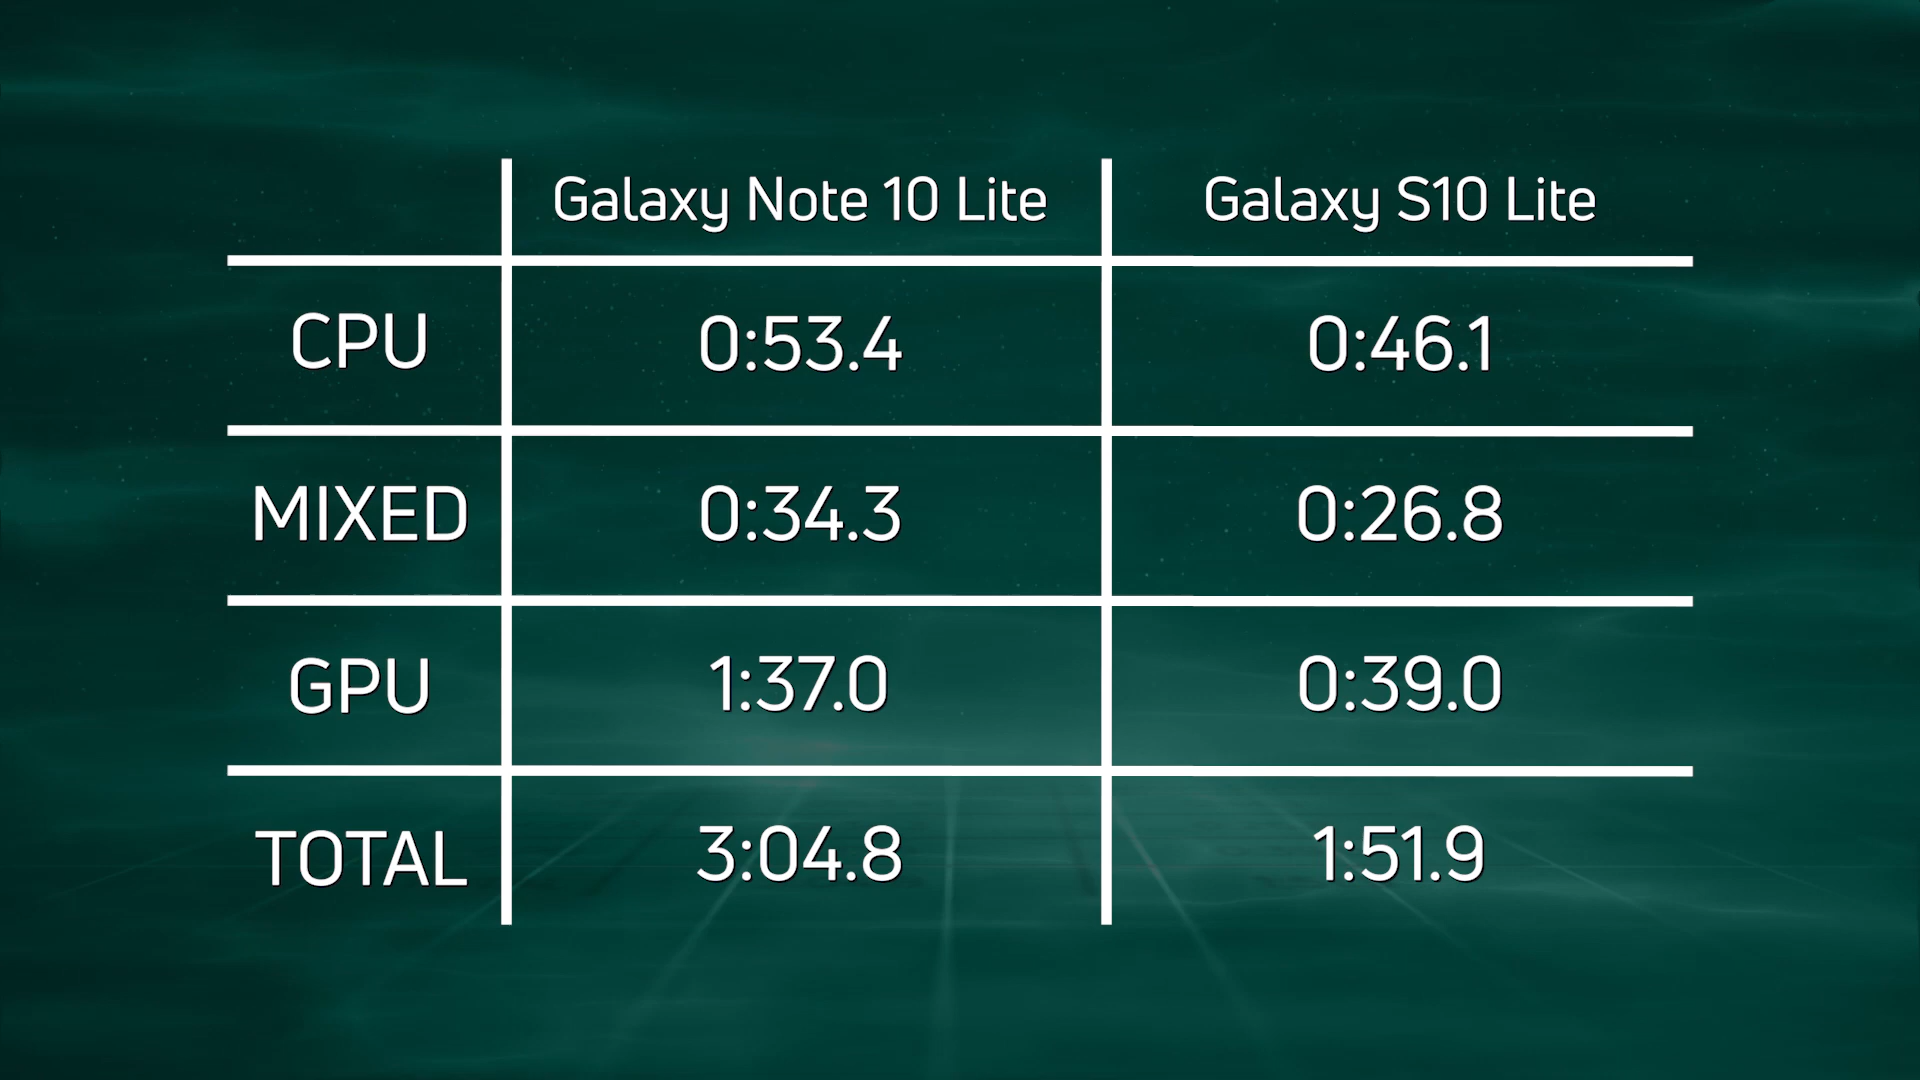 Galaxy Note 10 Lite Galaxy S10 Lite
CPU 0:53.4 0:46.1
MIXED 0:34.3 0:26.8
GPU 1:37.0 0:39.0
TOTAL 3:04.8 1:51.9